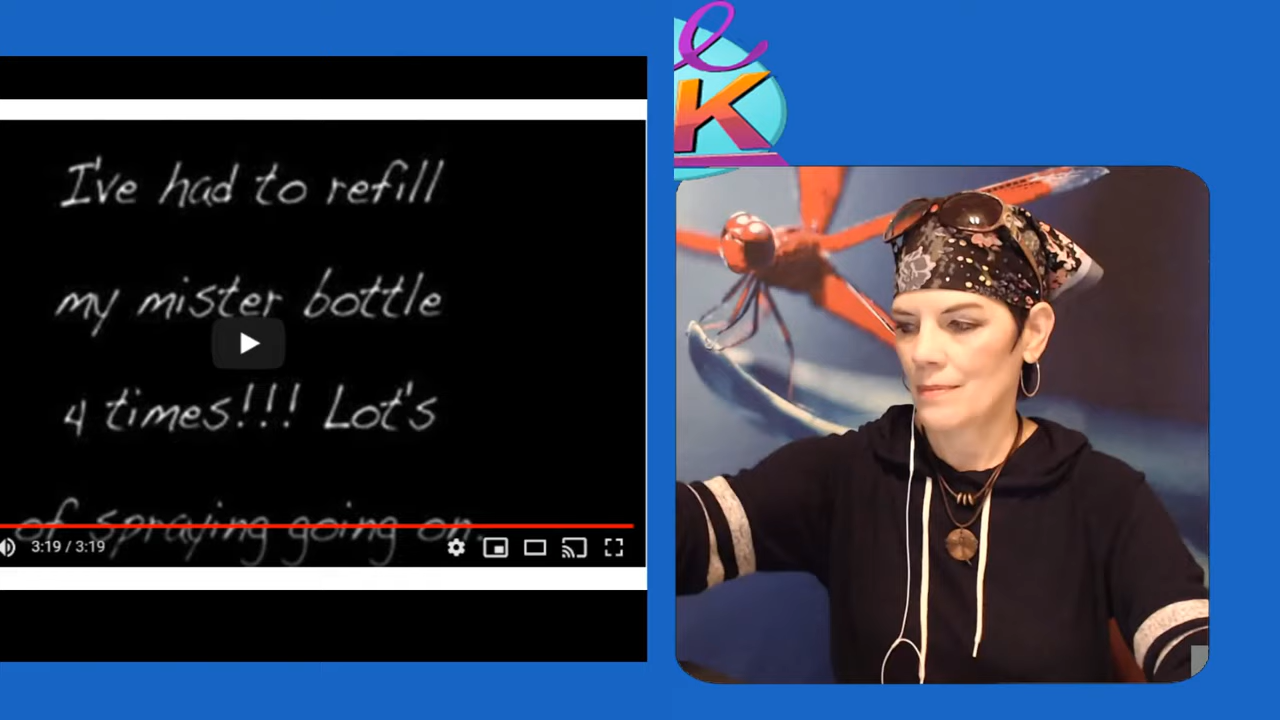 I've had to refill
my mister bottle
4 times!!! Lot's
of spraying going on.
3:19 / 3:19
e
K